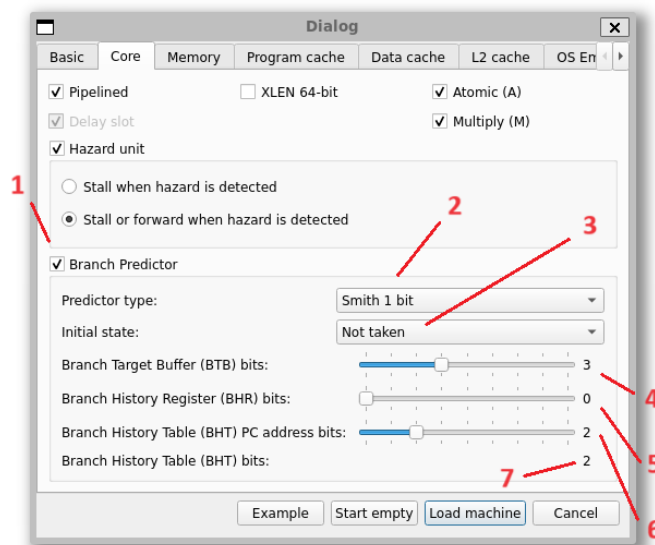 Dialog
Basic Core Memory Program cache Data cache L2 cache OS Em
Pipelined XLEN 64-bit Atomic (A)
Delay slot Multiply (M)
Hazard unit
1
Stall when hazard is detected
2
Stall or forward when hazard is detected
3
Branch Predictor
Predictor type: Smith 1 bit
Initial state: Not taken
Branch Target Buffer (BTB) bits: 3
4
Branch History Register (BHR) bits: 0
Branch History Table (BHT) PC address bits: 2
5
Branch History Table (BHT) bits: 2
7
6
Example Start empty Load machine Cancel